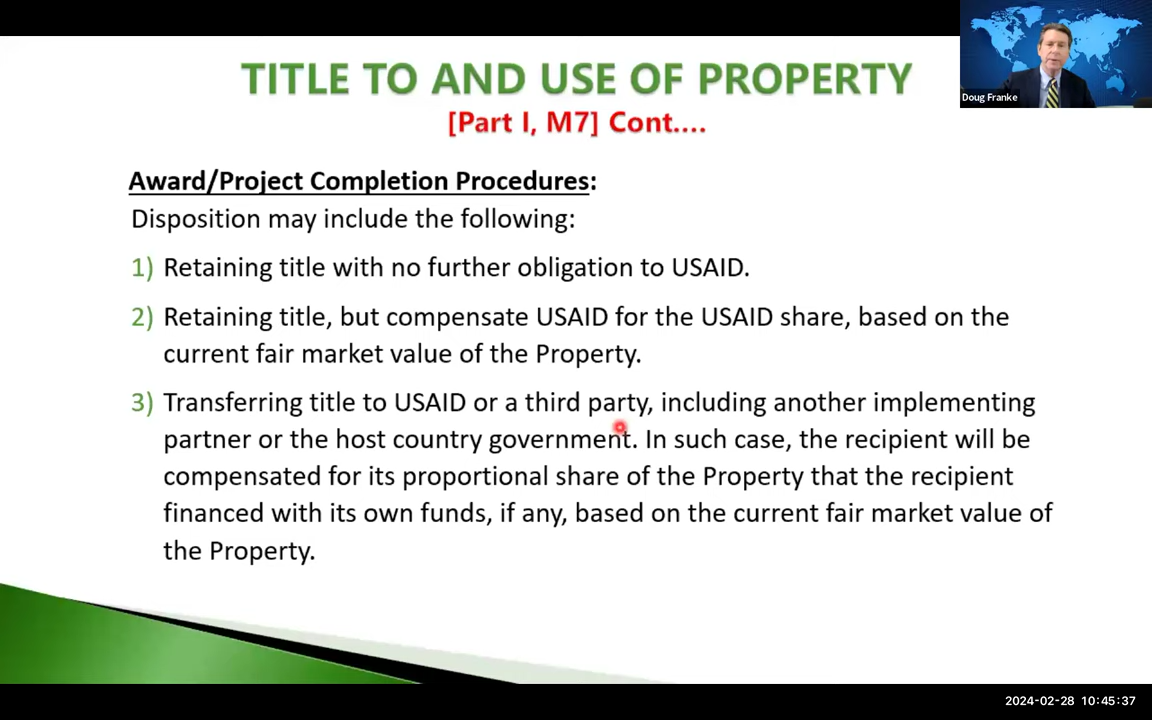 TITLE TO AND USE OF PROPERTY
[Part I, M7] Cont....
Doug Franke
Award/Project Completion Procedures:
Disposition may include the following:
1) Retaining title with no further obligation to USAID.
2) Retaining title, but compensate USAID for the USAID share, based on the
current fair market value of the Property.
3) Transferring title to USAID or a third party, including another implementing
partner or the host country government. In such case, the recipient will be
compensated for its proportional share of the Property that the recipient
financed with its own funds, if any, based on the current fair market value of
the Property.
2024-02-28 10:45:37